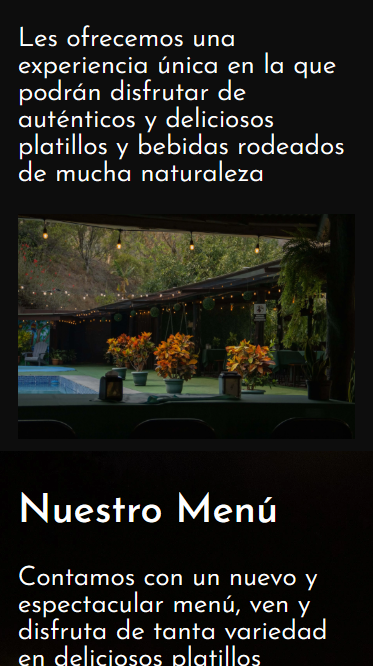 Les ofrecemos una
experiencia única en la que
podrán disfrutar de
auténticos y deliciosos
platillos y bebidas rodeados
de mucha naturaleza
Nuestro Menú
Contamos con un nuevo y
espectacular menú, ven y
disfruta de tanta variedad
en deliciosos platillos